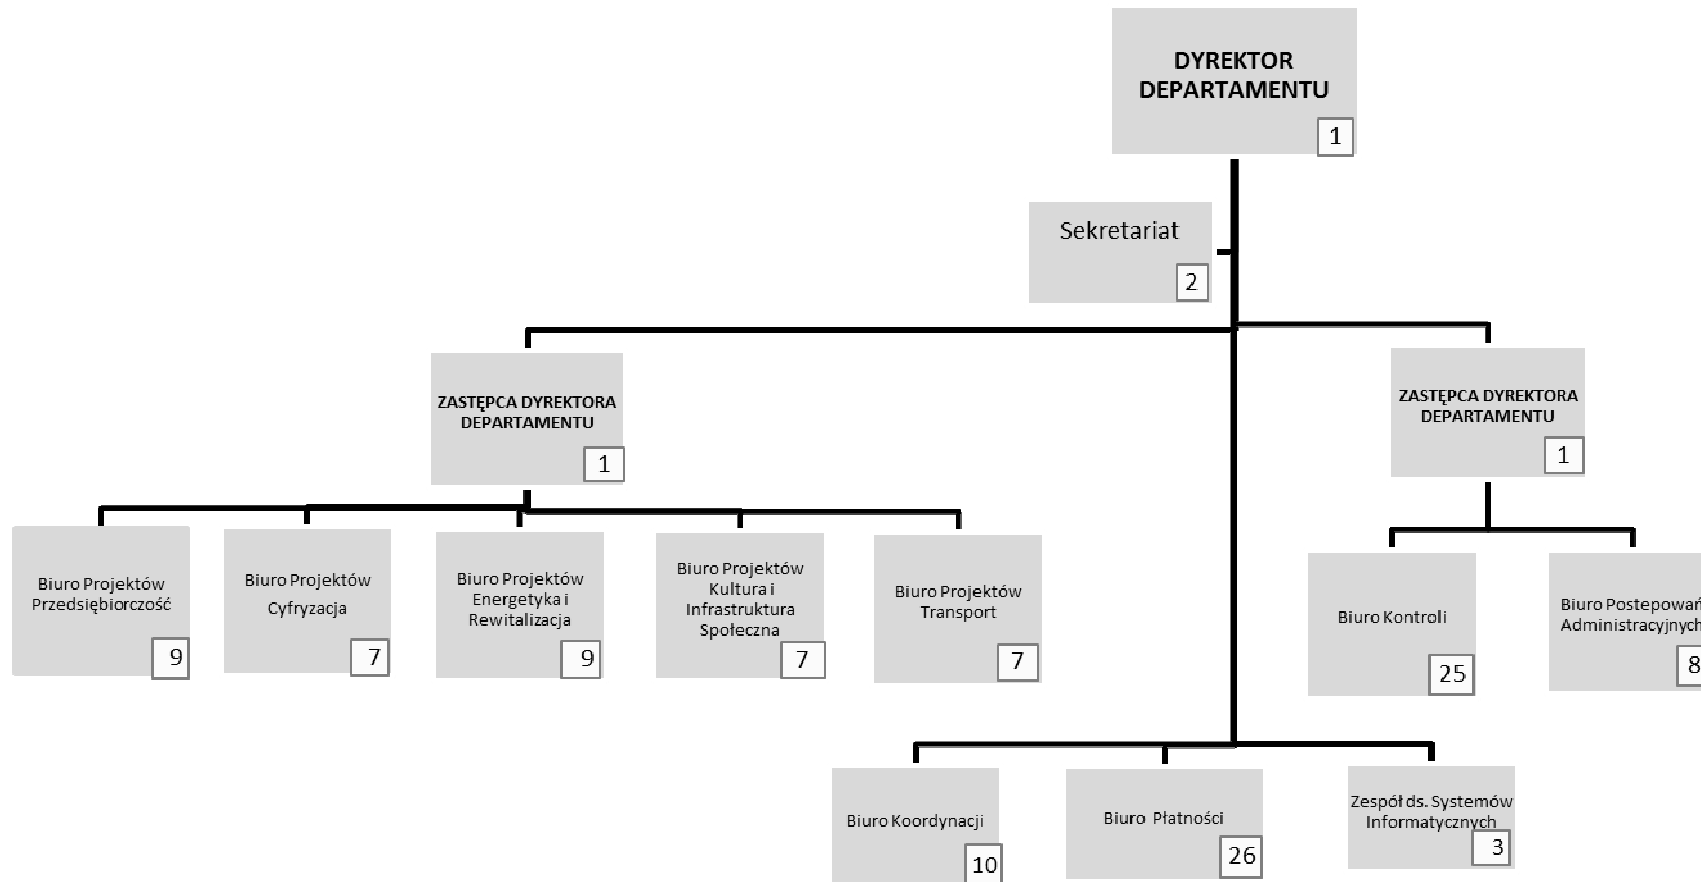 DYREKTOR
DEPARTAMENTU
1
Sekretariat
2
ZASTĘPCA DYREKTORA
DEPARTAMENTU
1
ZASTĘPCA DYREKTORA
DEPARTAMENTU
1
Biuro Projektów
Przedsiębiorczość
9
Biuro Projektów
Cyfryzacja
7
Biuro Projektów
Energetyka i
Rewitalizacja
9
Biuro Projektów
Kultura i
Infrastruktura
Społeczna
7
Biuro Projektów
Transport
7
Biuro Kontroli
25
Biuro Postepowań
Administracyjnych
8
Biuro Koordynacji
10
Biuro Płatności
26
Zespół ds. Systemów
Informatycznych
3